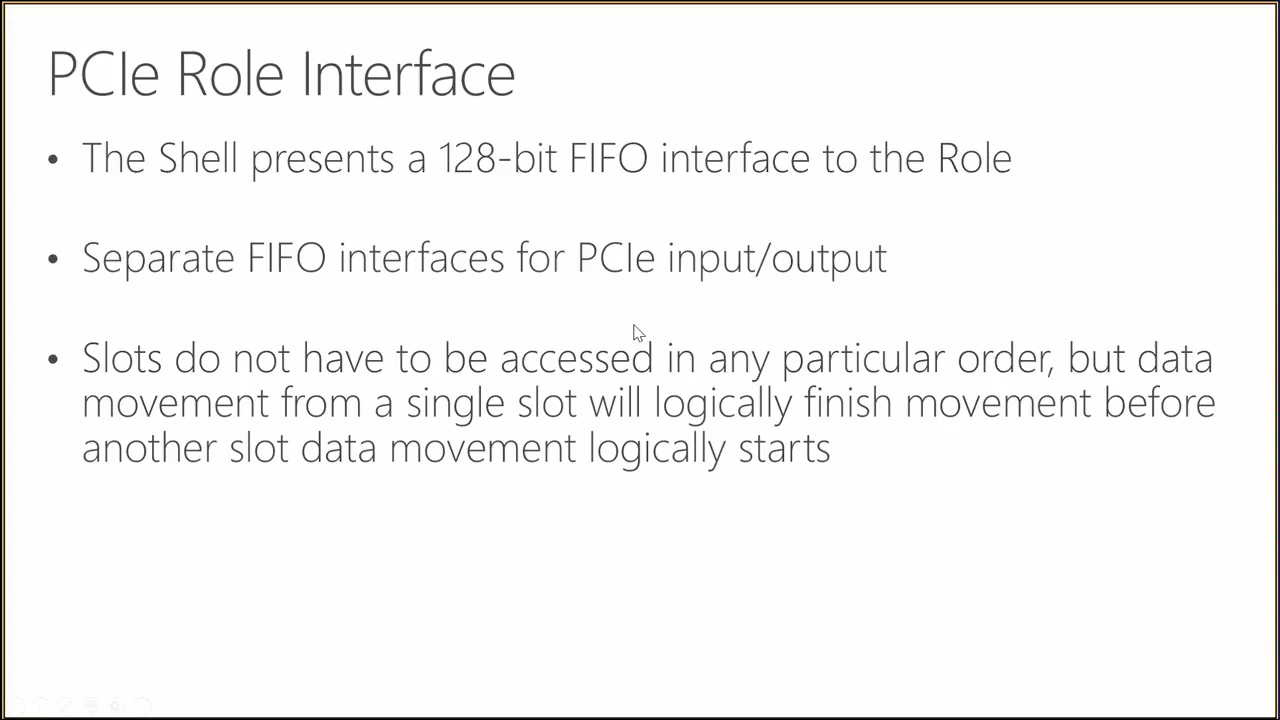 PCIe Role Interface
• The Shell presents a 128-bit FIFO interface to the Role
• Separate FIFO interfaces for PCIe input/output
• Slots do not have to be accessed in any particular order, but data
movement from a single slot will logically finish movement before
another slot data movement logically starts